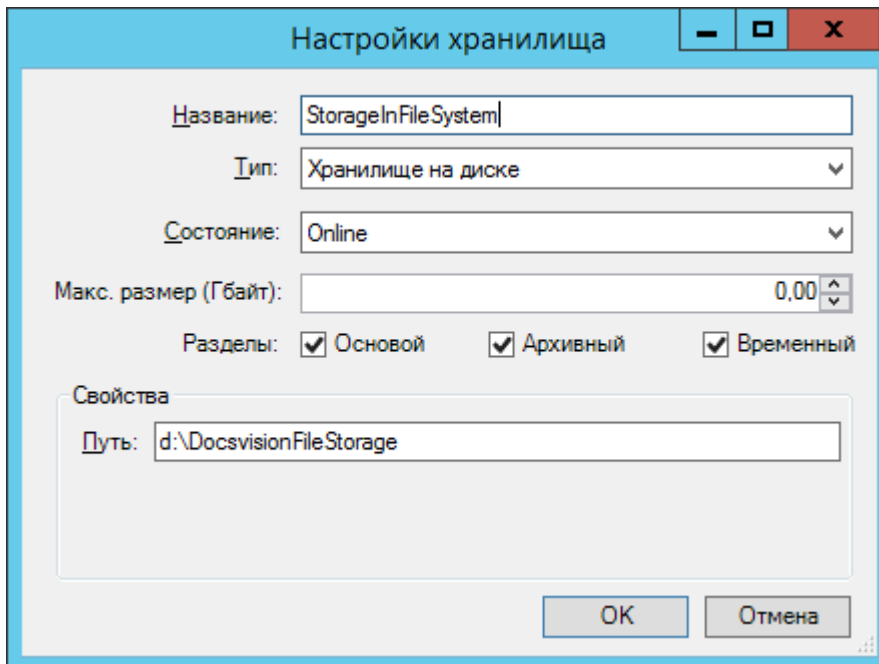 Настройки хранилища
Название: StorageInFileSystem
Тип: Хранилище на диске
Состояние: Online
Макс. размер (Гбайт): 0,00
Разделы: Основой Архивный Временный
Свойства
Путь: d:\DocsvisionFileStorage
OK Отмена